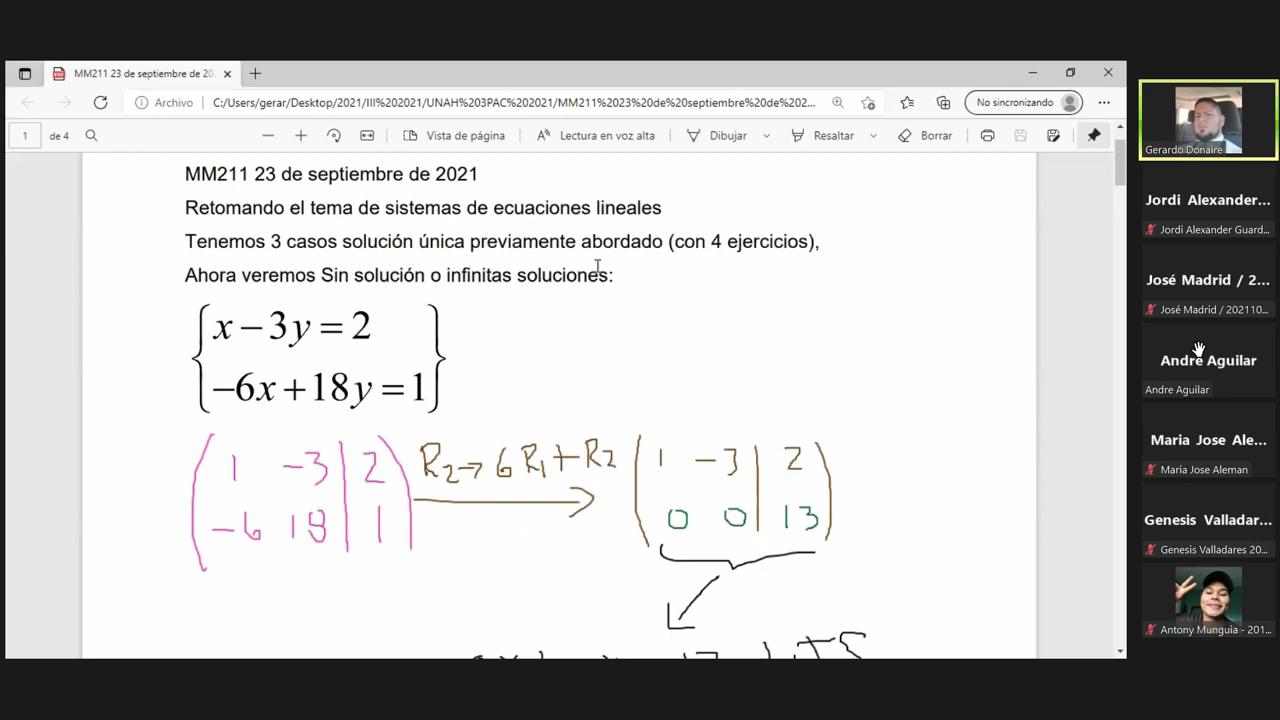 MM211 23 de septiembre de 20
Archivo
C:/Users/gerar/Desktop/2021/III%202021/UNAH%203PAC%202021/MM211%2023%20de%20septiembre%20de%202...
No sincronizando
1 de 4
Vista de página
Lectura en voz alta
Dibujar
Resaltar
Borrar
MM211 23 de septiembre de 2021
Retomando el tema de sistemas de ecuaciones lineales
Tenemos 3 casos solución única previamente abordado (con 4 ejercicios),
Ahora veremos Sin solución o infinitas soluciones:
x − 3y = 2
−6x + 18y = 1
1 −3 | 2 R2→ 6R1+R2 1 −3 | 2
−6 18 | 1 0 0 | 13
Gerardo Donaire
Jordi Alexander...
Jordi Alexander Guard...
José Madrid / 2...
José Madrid / 202110...
Andre Aguilar
Andre Aguilar
Maria Jose Ale...
Maria Jose Aleman
Genesis Valladar...
Genesis Valladares 20...
Antony Munguia - 201...